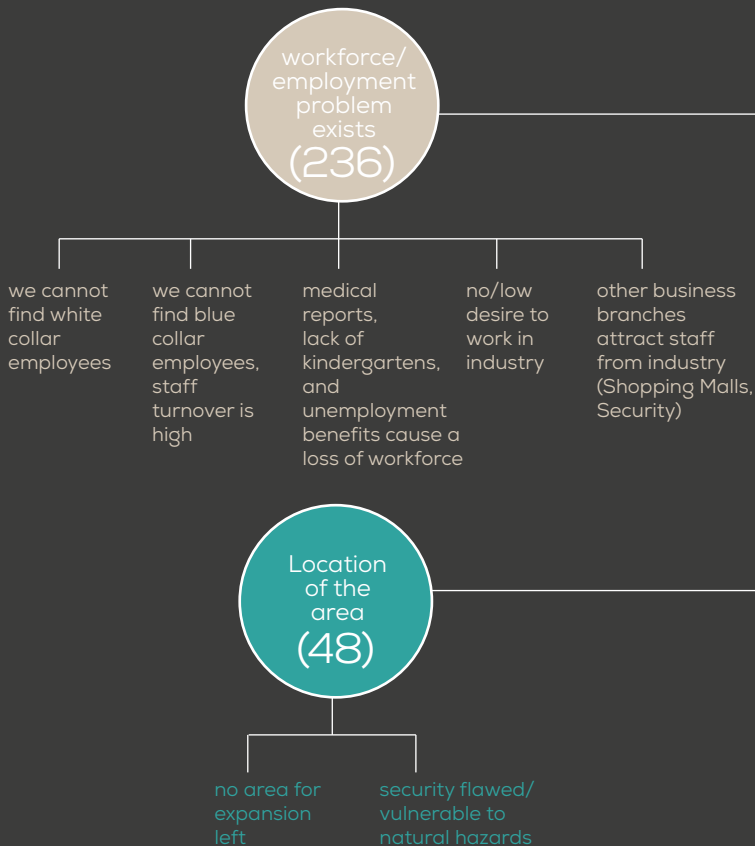 workforce/
employment
problem
exists
(236)
we cannot
find white
collar
employees
we cannot
find blue
collar
employees,
staff
turnover is
high
medical
reports,
lack of
kindergartens,
and
unemployment
benefits cause a
loss of workforce
no/low
desire to
work in
industry
other business
branches
attract staff
from industry
(Shopping Malls,
Security)
Location
of the
area
(48)
no area for
expansion
left
security flawed/
vulnerable to
natural hazards